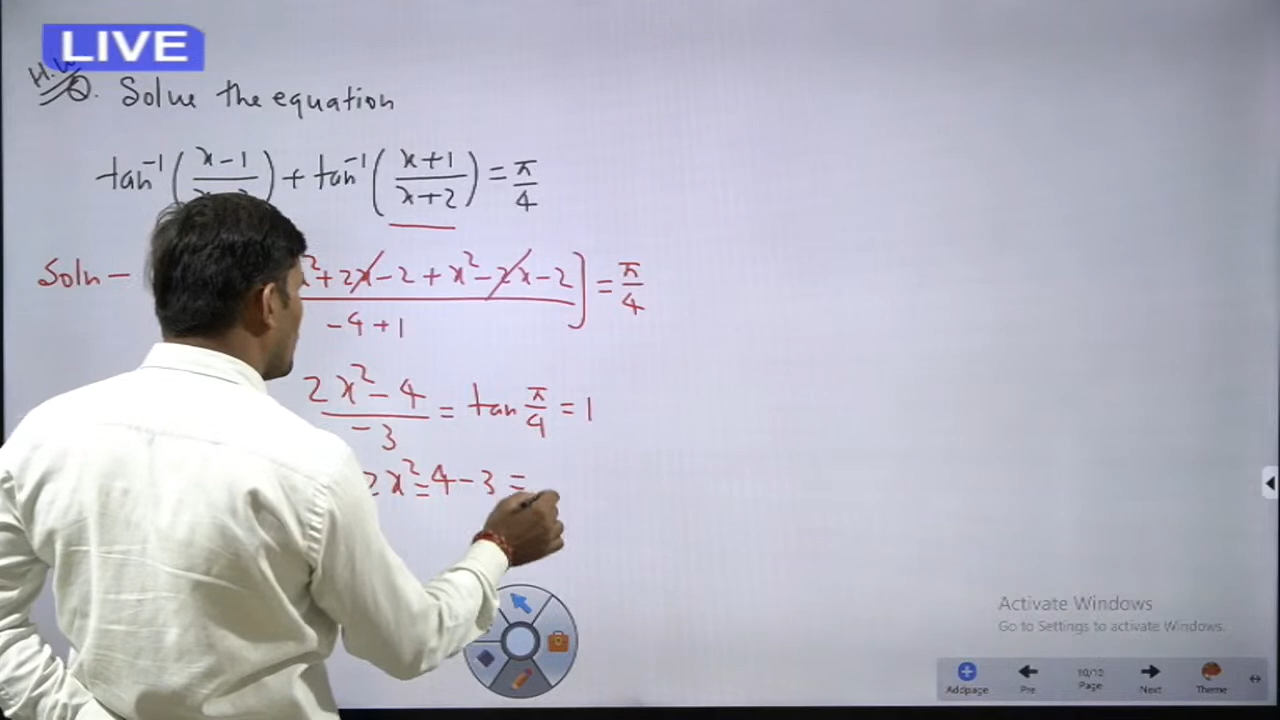 LIVE
H.W
Q. Solve the equation
tan⁻¹(x-1/ ) + tan⁻¹(x+1/x+2) = π/4
Soln - ²+2x-2+x²-2x-2/-4+1] = π/4
2x²-4/-3 = tan π/4 = 1
2x²=4-3=
Activate Windows
Go to Settings to activate Windows.
Addpage Pre 10/10 Page Next Theme